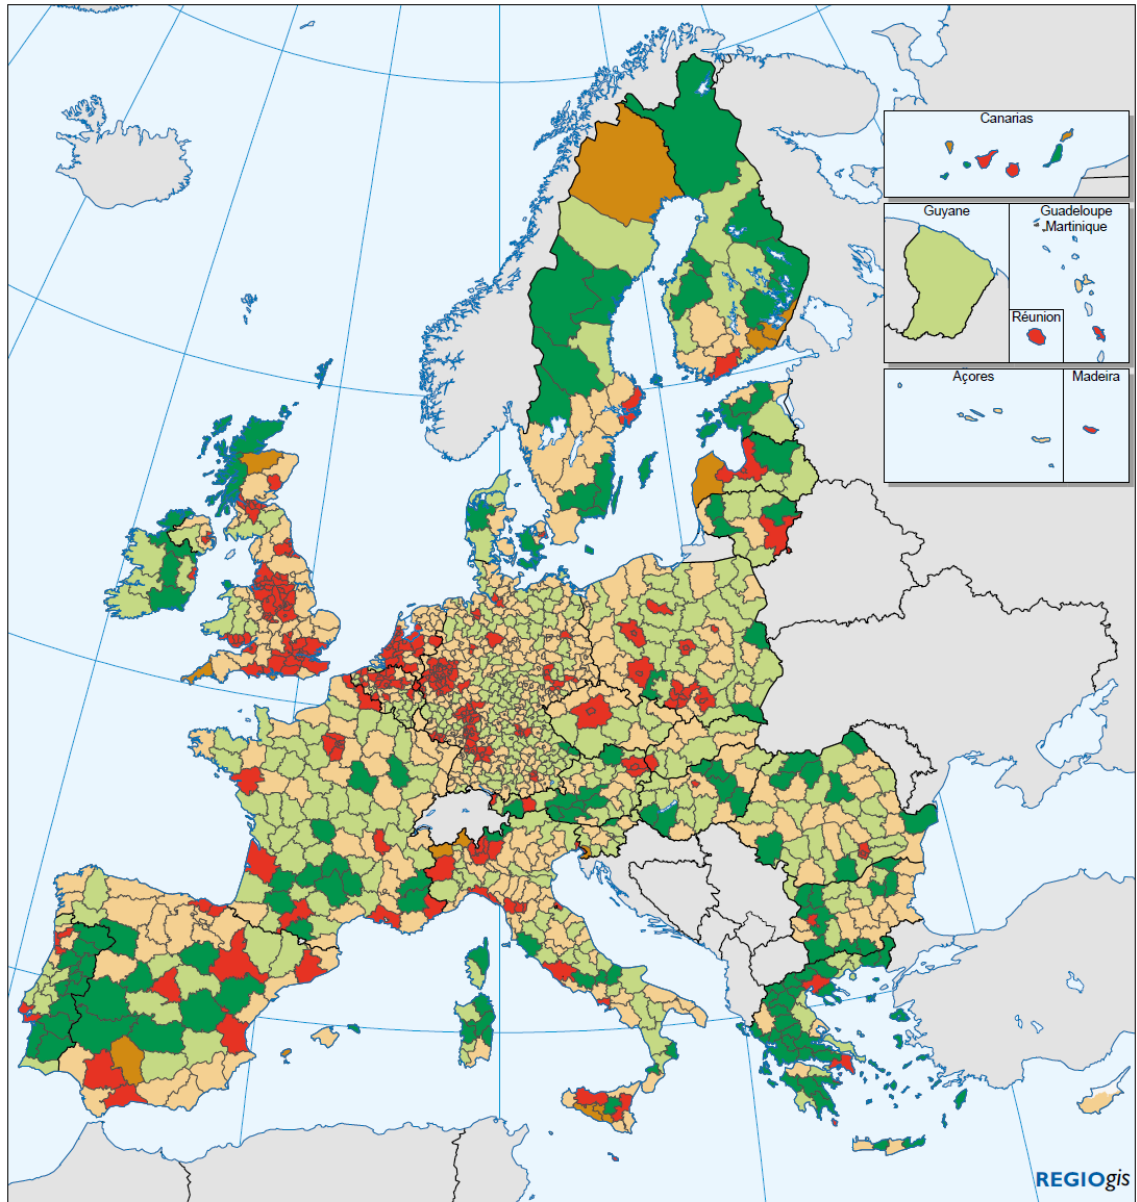 Canarias
Guyane
Guadeloupe
Martinique
Réunion
Açores
Madeira
REGIOgis